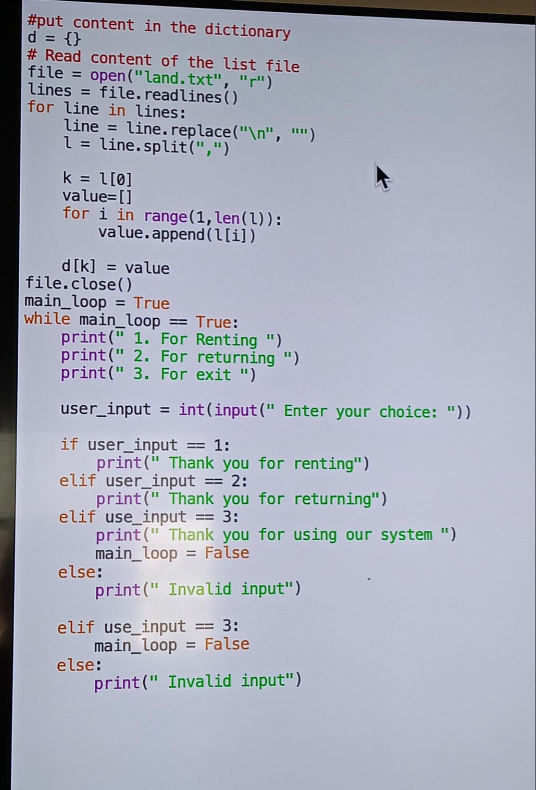 #put content in the dictionary
d = {}
# Read content of the list file
file = open("land.txt", "r")
lines = file.readlines()
for line in lines:
    line = line.replace("\n", "")
    l = line.split(",")

    k = l[0]
    value=[]
    for i in range(1,len(l)):
        value.append(l[i])

    d[k] = value
file.close()
main_loop = True
while main_loop == True:
    print(" 1. For Renting ")
    print(" 2. For returning ")
    print(" 3. For exit ")

    user_input = int(input(" Enter your choice: "))

    if user_input == 1:
        print(" Thank you for renting")
    elif user_input == 2:
        print(" Thank you for returning")
    elif use_input == 3:
        print(" Thank you for using our system ")
        main_loop = False
    else:
        print(" Invalid input")

    elif use_input == 3:
        main_loop = False
    else:
        print(" Invalid input")